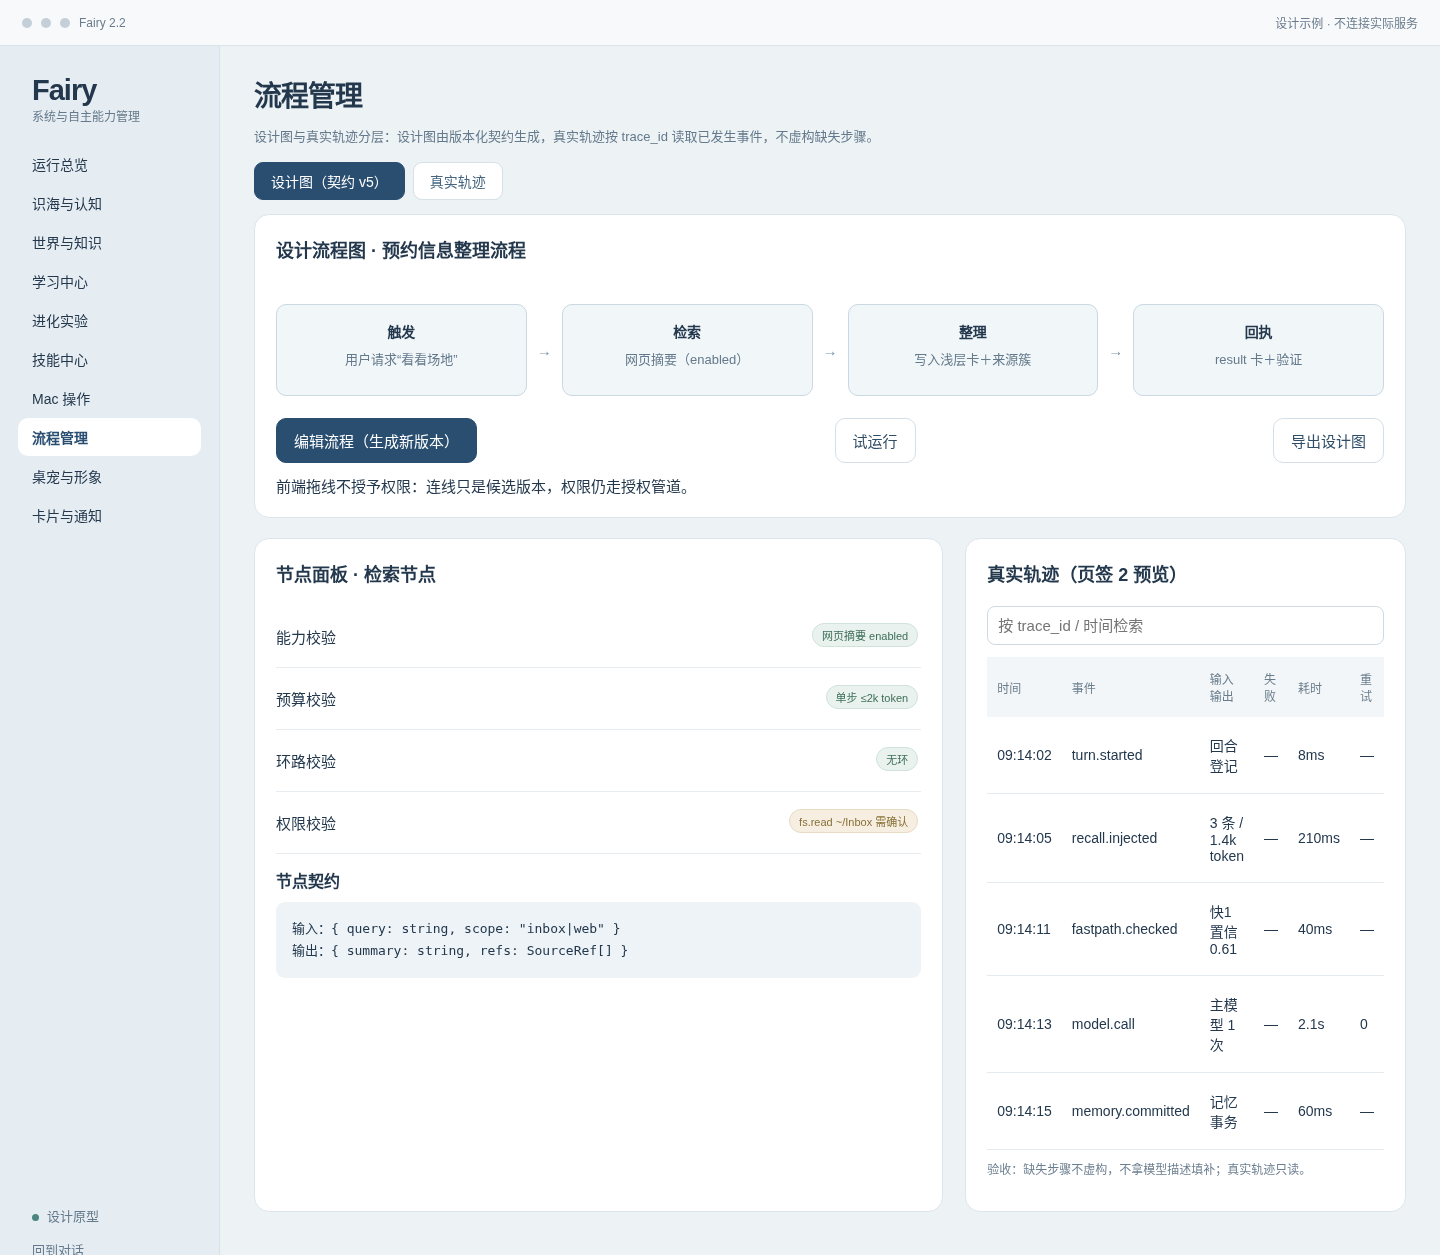 Fairy 2.2
设计示例 · 不连接实际服务
Fairy
系统与自主能力管理
运行总览
识海与认知
世界与知识
学习中心
进化实验
技能中心
Mac 操作
流程管理
桌宠与形象
卡片与通知
设计原型
回到对话
流程管理
设计图与真实轨迹分层：设计图由版本化契约生成，真实轨迹按 trace_id 读取已发生事件，不虚构缺失步骤。
设计图（契约 v5）
真实轨迹
设计流程图 · 预约信息整理流程
触发
用户请求“看看场地”
→
检索
网页摘要（enabled）
→
整理
写入浅层卡＋来源簇
→
回执
result 卡＋验证
编辑流程（生成新版本）
试运行
导出设计图
前端拖线不授予权限：连线只是候选版本，权限仍走授权管道。
节点面板 · 检索节点
能力校验
网页摘要 enabled
预算校验
单步 ≤2k token
环路校验
无环
权限校验
fs.read ~/Inbox 需确认
节点契约
输入：{ query: string, scope: "inbox|web" }
输出：{ summary: string, refs: SourceRef[] }
真实轨迹（页签 2 预览）
按 trace_id / 时间检索
时间 事件 输入 失 耗时 重
输出 败 试
09:14:02 turn.started 回合 — 8ms —
登记
09:14:05 recall.injected 3 条 / — 210ms —
1.4k
token
09:14:11 fastpath.checked 快1 — 40ms —
置信
0.61
09:14:13 model.call 主模 — 2.1s 0
型 1
次
09:14:15 memory.committed 记忆 — 60ms —
事务
验收：缺失步骤不虚构，不拿模型描述填补；真实轨迹只读。